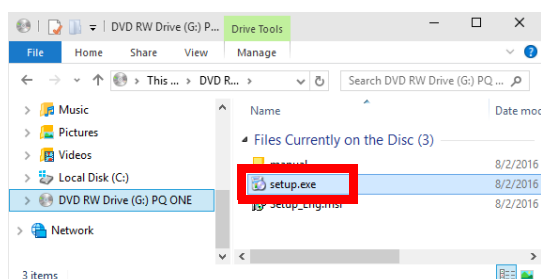 DVD RW Drive (G:) P... Drive Tools
File Home Share View Manage
This ... DVD R... Search DVD RW Drive (G:) PQ ...
Music
Pictures
Videos
Local Disk (C:)
DVD RW Drive (G:) PQ ONE
Network
Name Date mod
Files Currently on the Disc (3)
manual 8/2/2016
setup.exe 8/2/2016
Setup_Eng.msi 8/2/2016
3 items